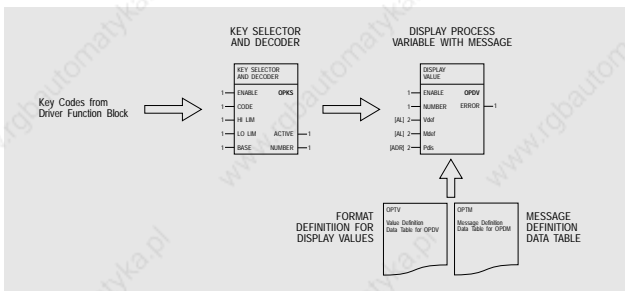 KEY SELECTOR
AND DECODER
DISPLAY PROCESS
VARIABLE WITH MESSAGE
KEY SELECTOR
AND DECODER
1 ENABLE OPKS
1 CODE
1 HI LIM
1 LO LIM ACTIVE 1
1 BASE NUMBER 1
DISPLAY
VALUE
1 ENABLE OPDV
1 NUMBER ERROR 1
[AL] 2 Vdef
[AL] 2 Mdef
[ADR] 2 Pdis
Key Codes from
Driver Function Block
FORMAT
DEFINITIION FOR
DISPLAY VALUES
OPTV
Value Definition
Data Table for OPDV
OPTM
Message Definition
Data Table for OPDM
MESSAGE
DEFINITION
DATA TABLE
www.rgbautomatyka.pl